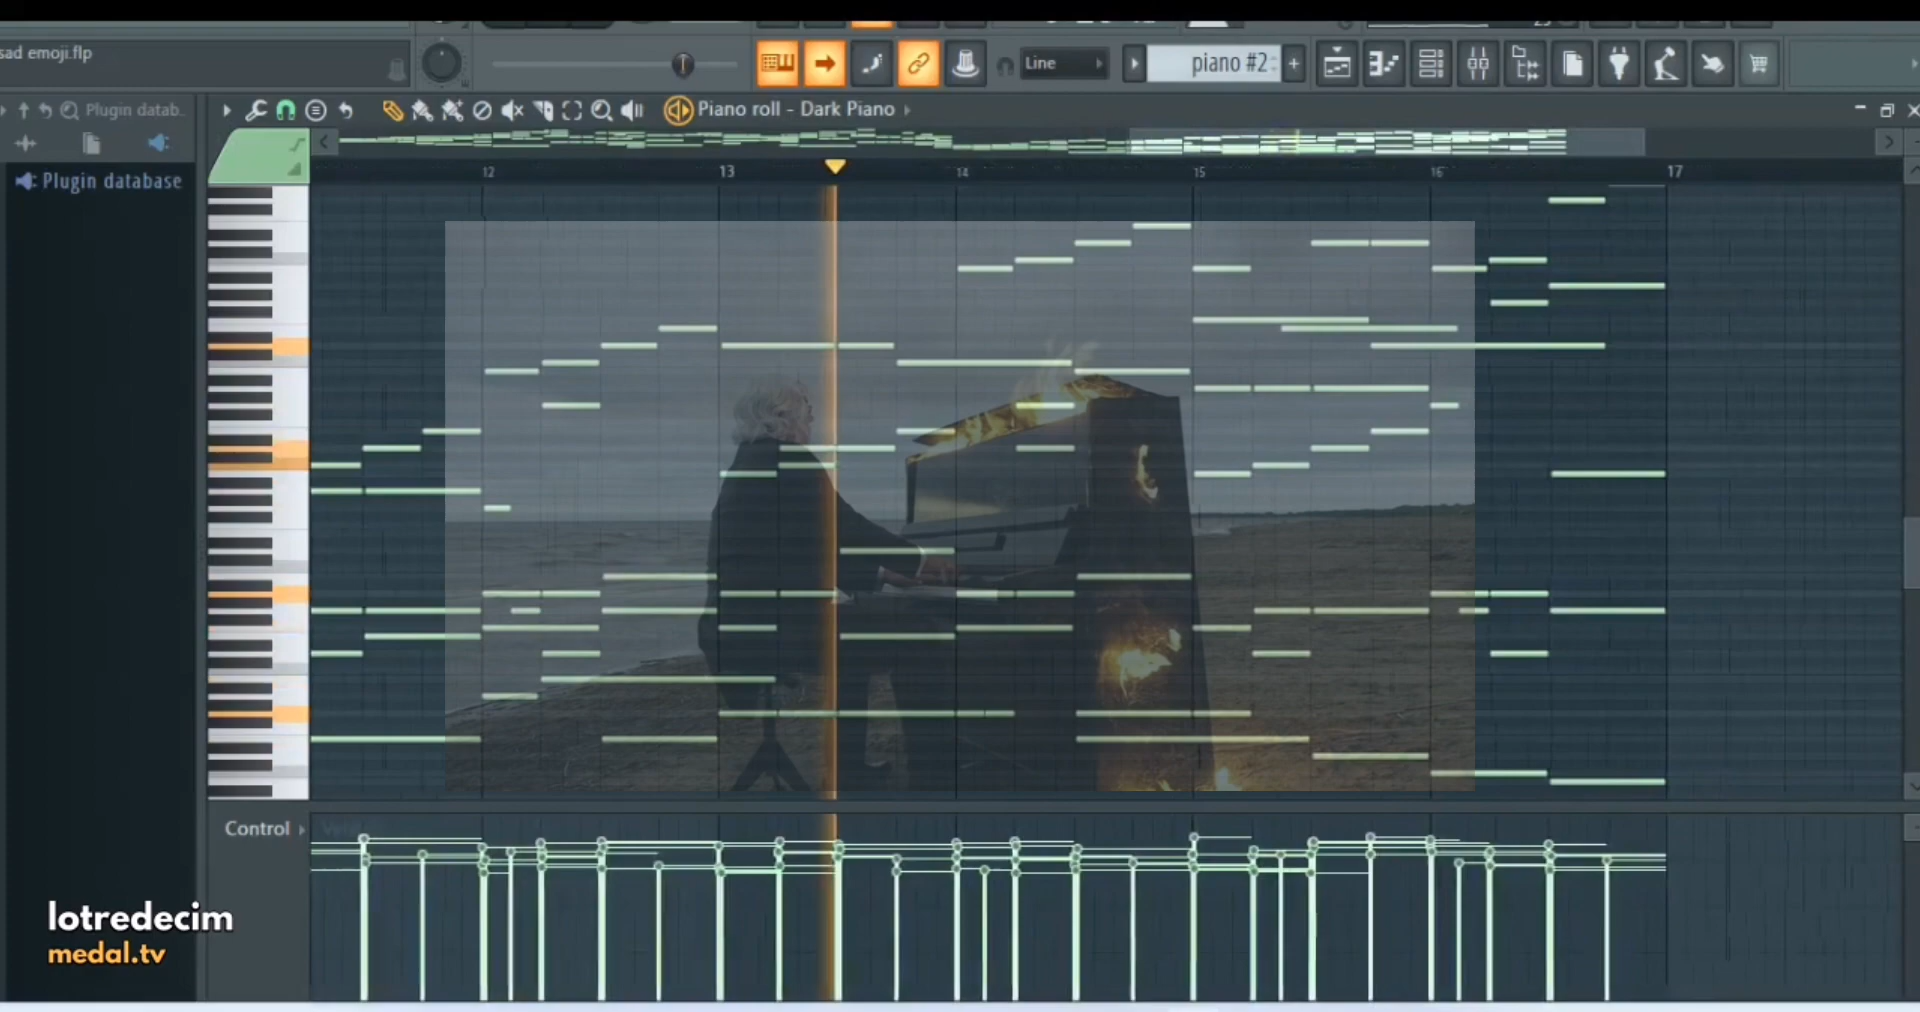 sad emoji.flp
Line
piano #2
Plugin datab..
Piano roll - Dark Piano
Plugin database
12 13 14 15 16 17
Control
lotredecim
medal.tv